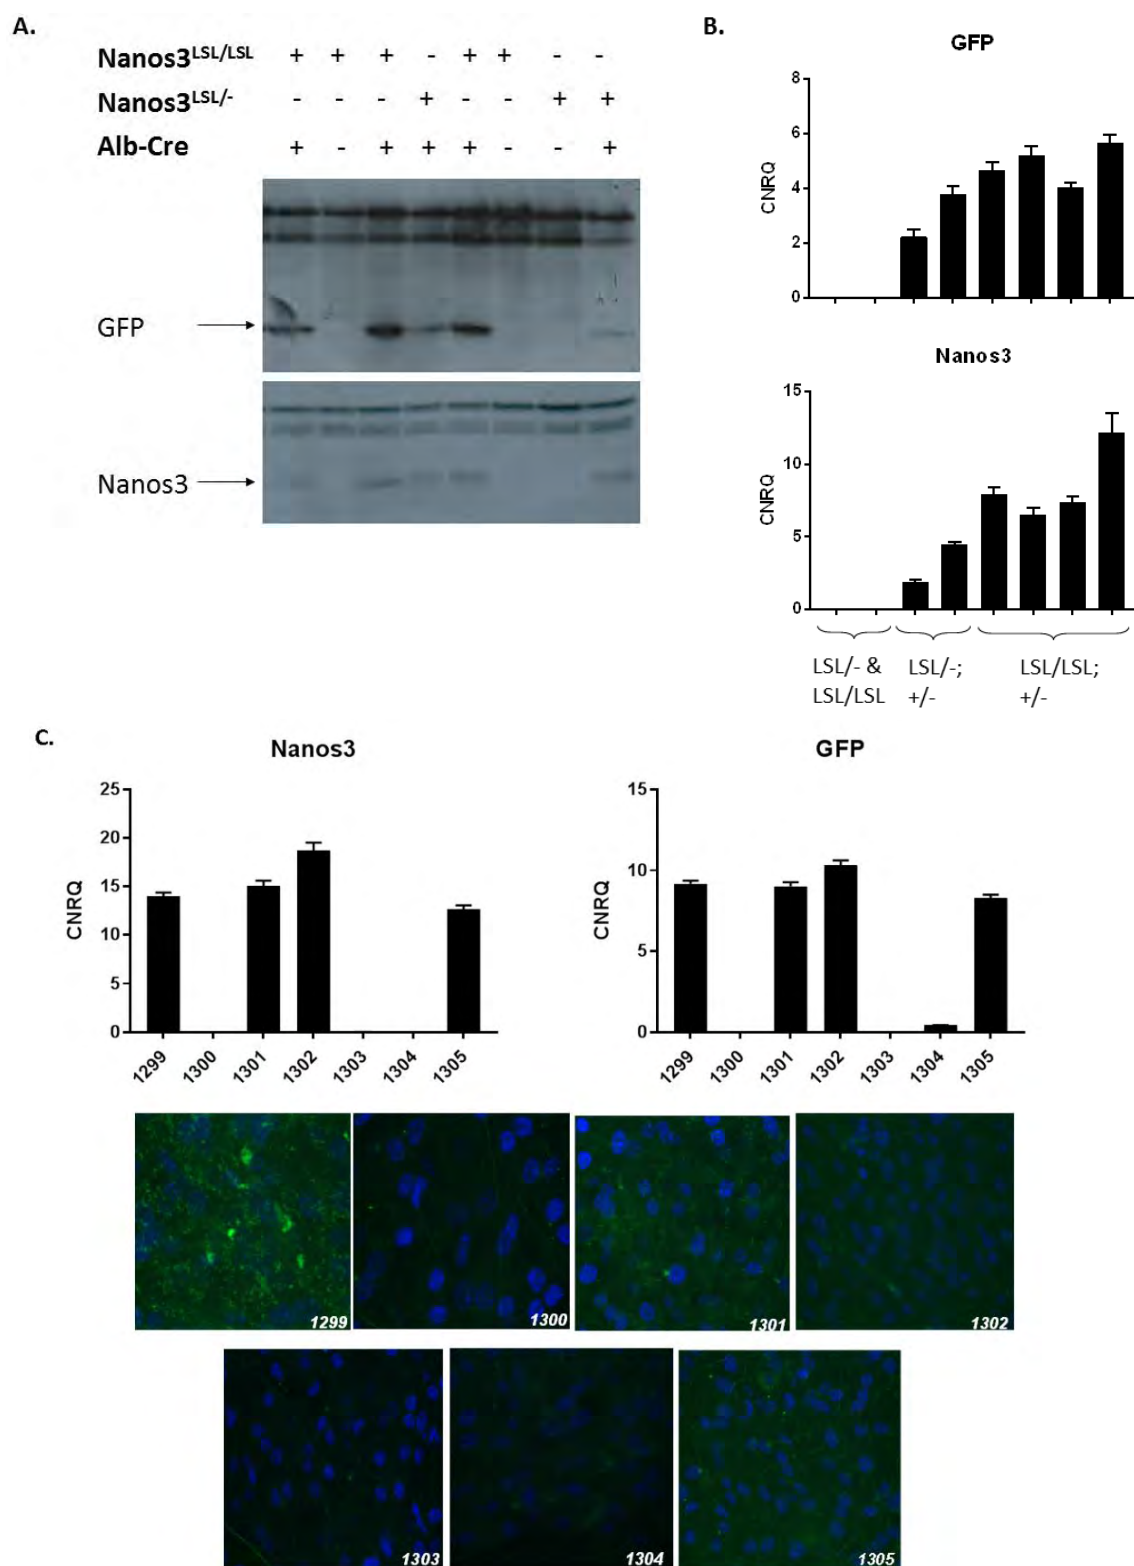 A.
Nanos3LSL/LSL + + + - + + - -
Nanos3LSL/- - - - + - - + +
Alb-Cre + - + + + - - +
GFP
Nanos3
B.
GFP
8
6
4
2
0
CNRQ
Nanos3
15
10
5
0
CNRQ
LSL/- &
LSL/LSL
LSL/-;
+/-
LSL/LSL;
+/-
C.
Nanos3
25
20
15
10
5
0
CNRQ
1299 1300 1301 1302 1303 1304 1305
GFP
15
10
5
0
CNRQ
1299 1300 1301 1302 1303 1304 1305
1299 1300 1301 1302
1303 1304 1305